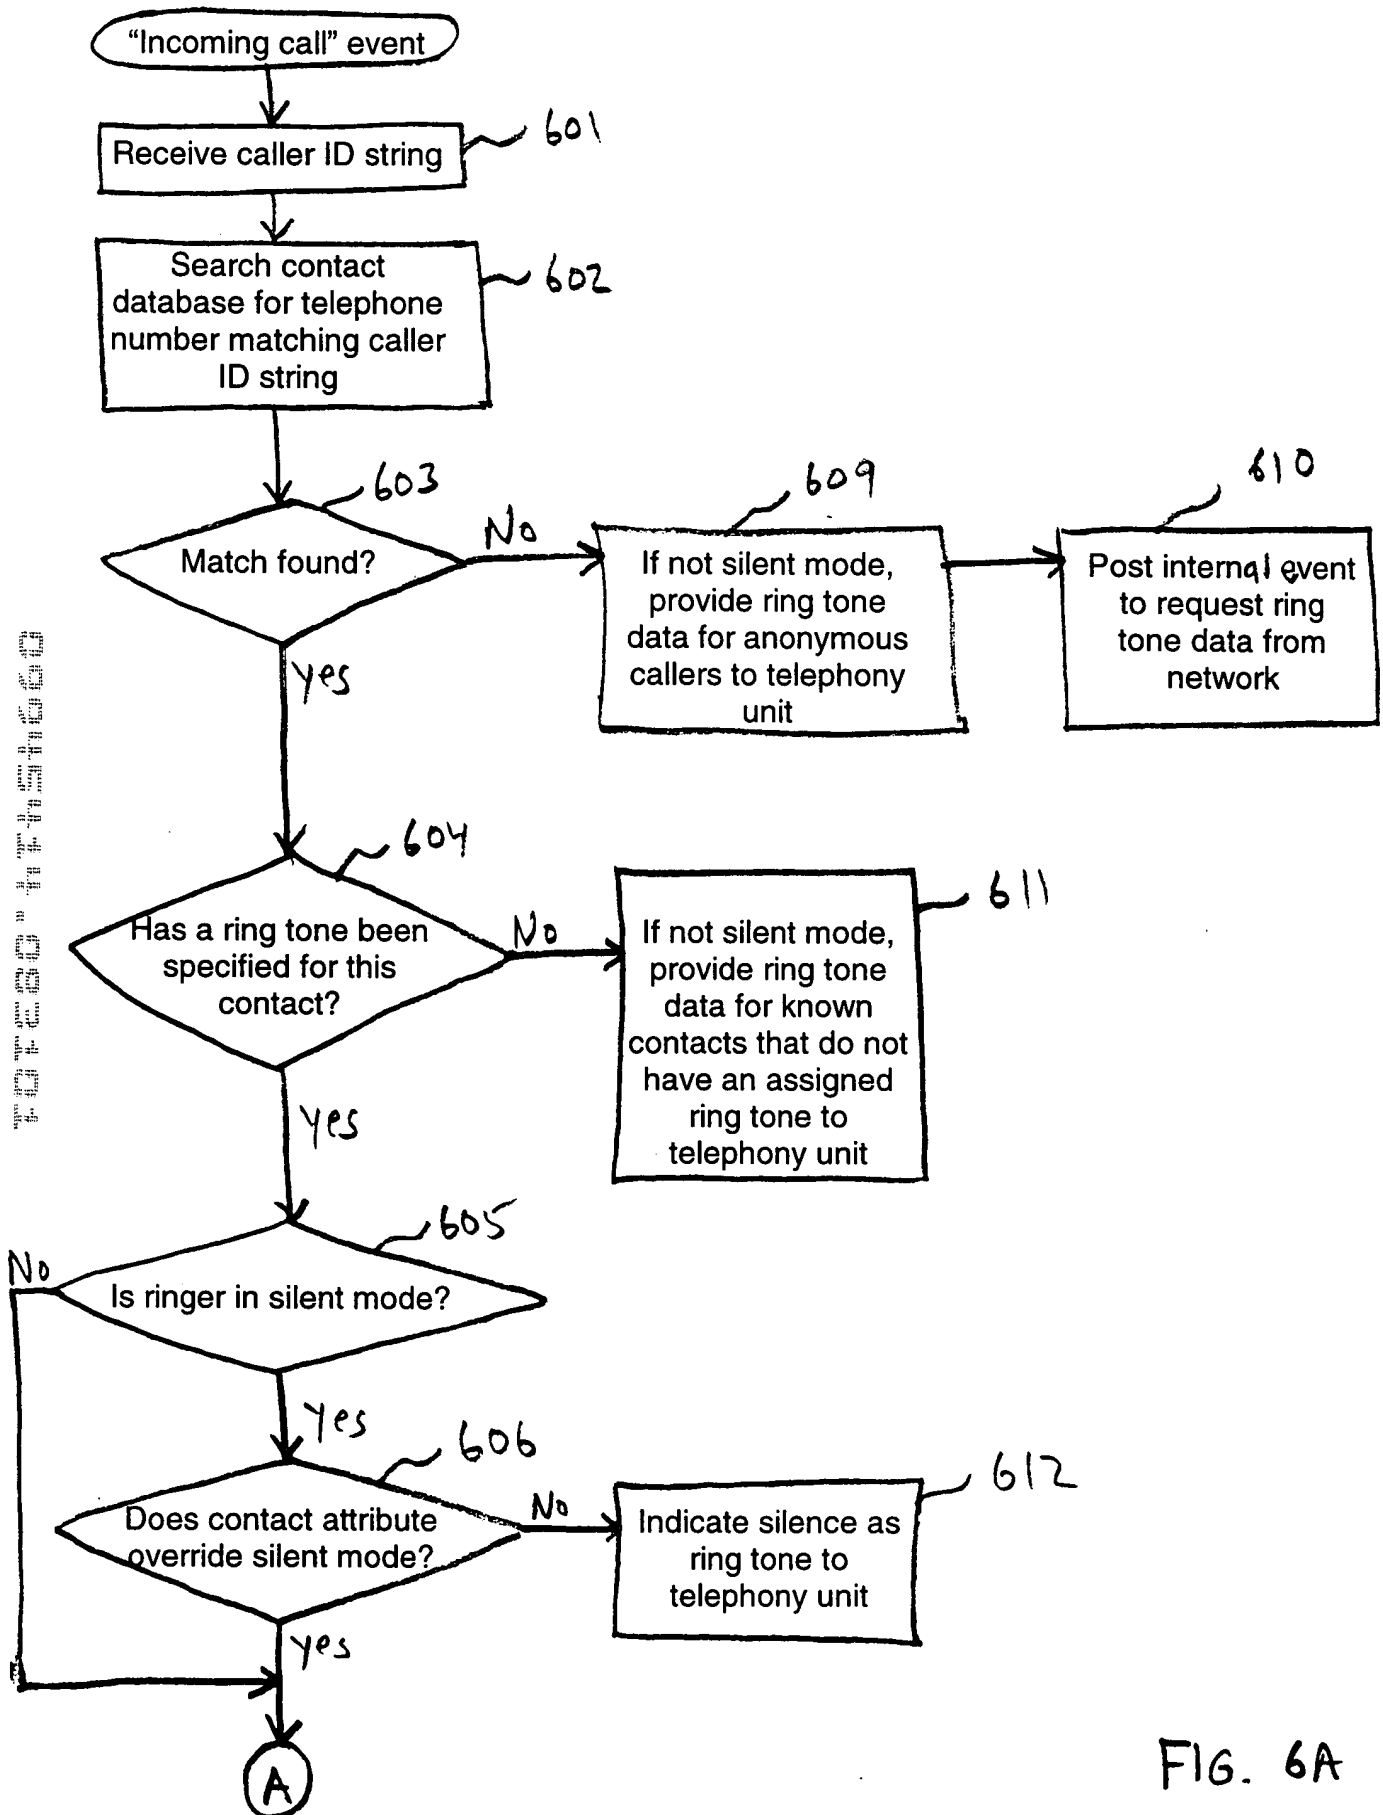 “Incoming call” event
601
Receive caller ID string
602
Search contact
database for telephone
number matching caller
ID string
603
Match found?
No
609
If not silent mode,
provide ring tone
data for anonymous
callers to telephony
unit
610
Post internal event
to request ring
tone data from
network
yes
604
Has a ring tone been
specified for this
contact?
No
611
If not silent mode,
provide ring tone
data for known
contacts that do not
have an assigned
ring tone to
telephony unit
yes
605
No
Is ringer in silent mode?
yes
606
Does contact attribute
override silent mode?
No
612
Indicate silence as
ring tone to
telephony unit
yes
A
FIG. 6A